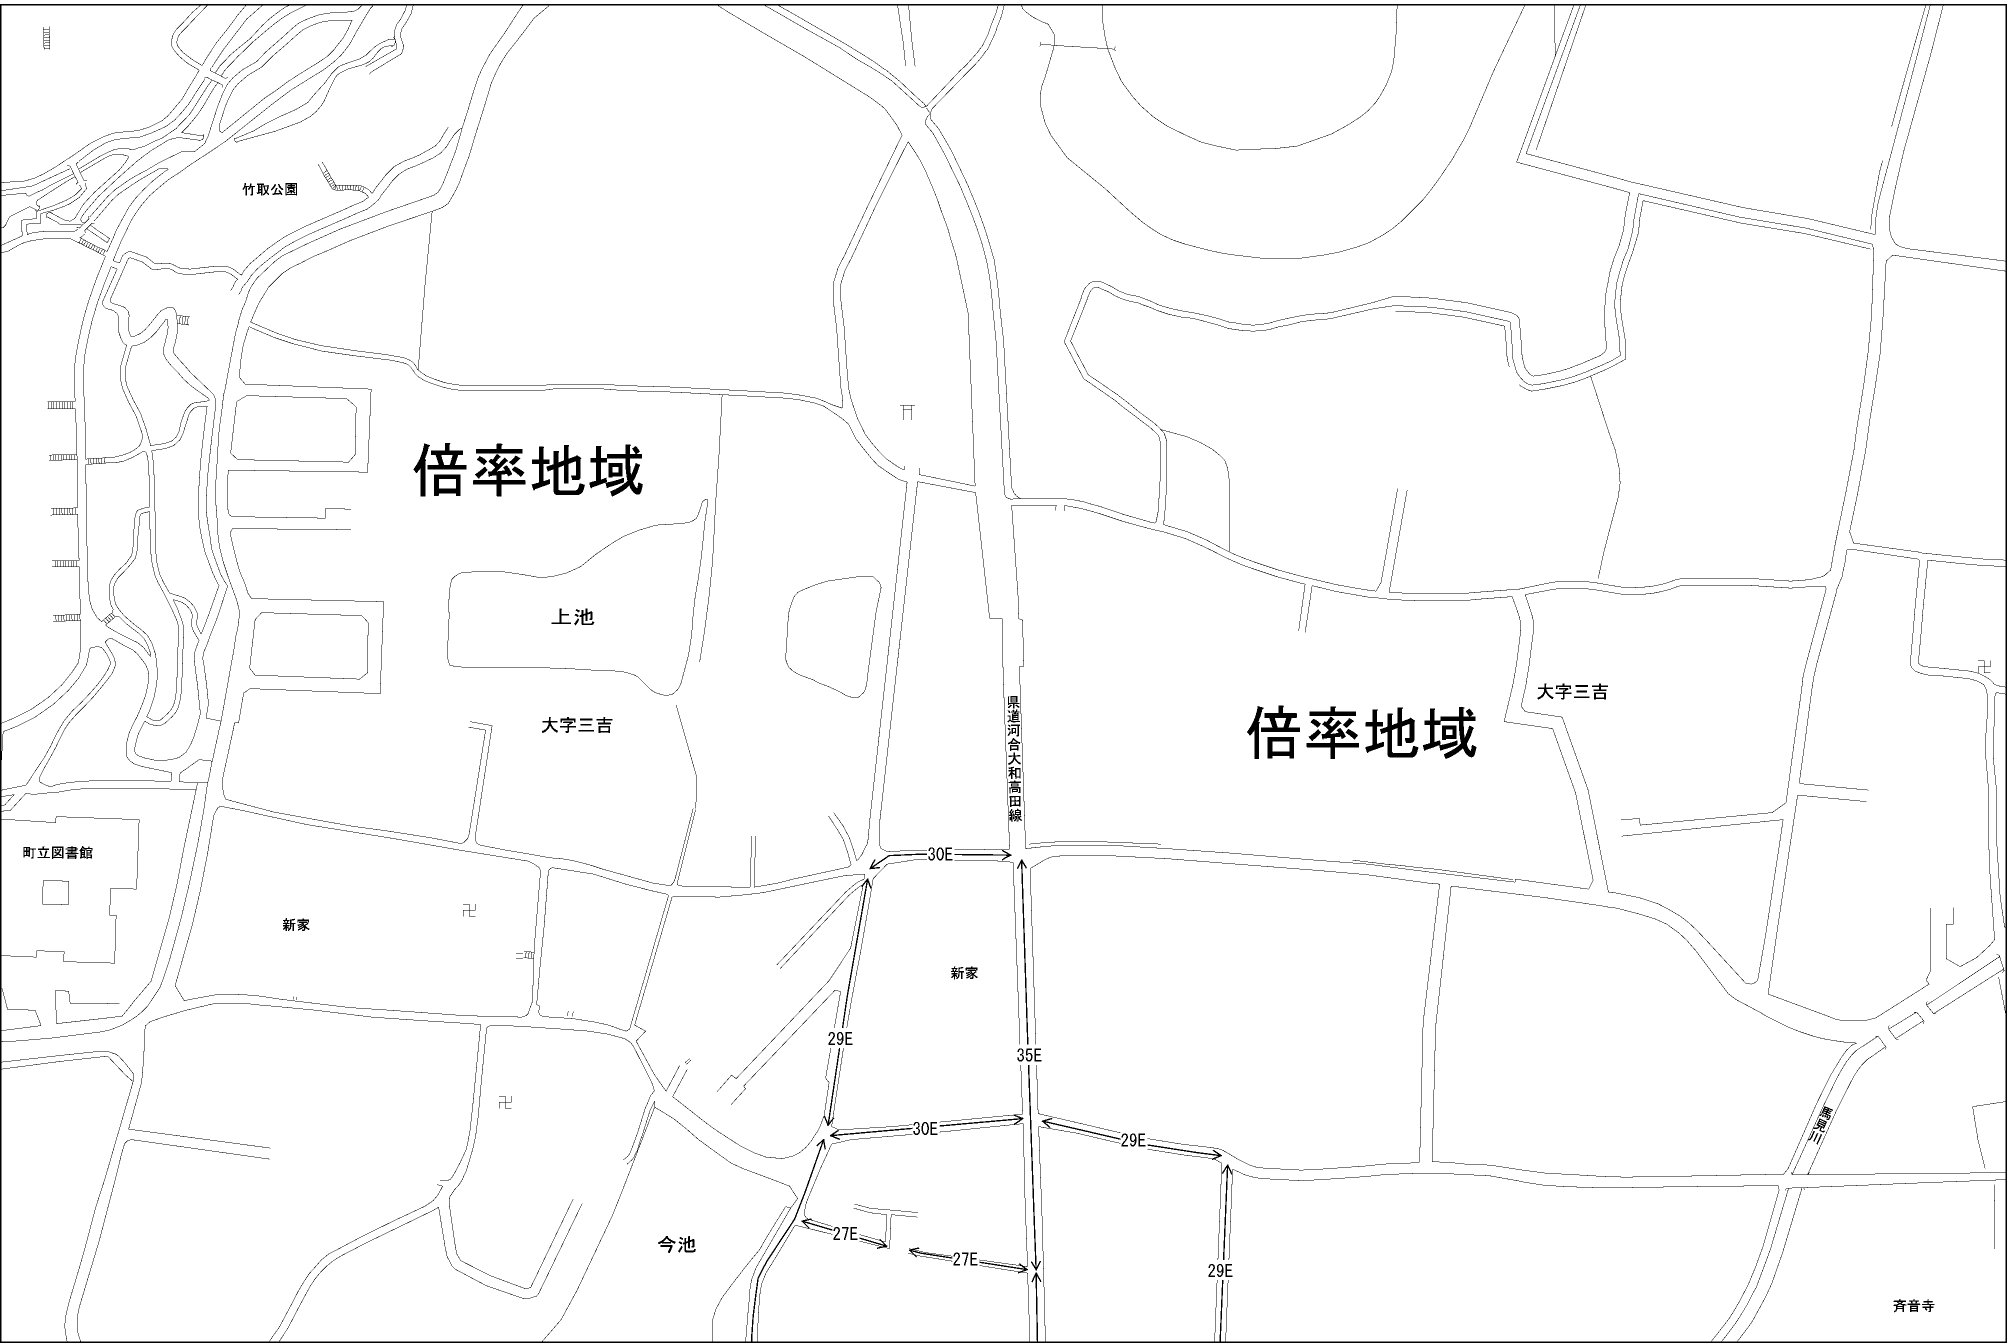 竹取公園
倍率地域
上池
大字三吉
大字三吉
県道河合大和高田線
倍率地域
町立図書館
30E
新家
新家
29E
35E
30E
29E
馬見川
27E
今池
27E
29E
斉音寺